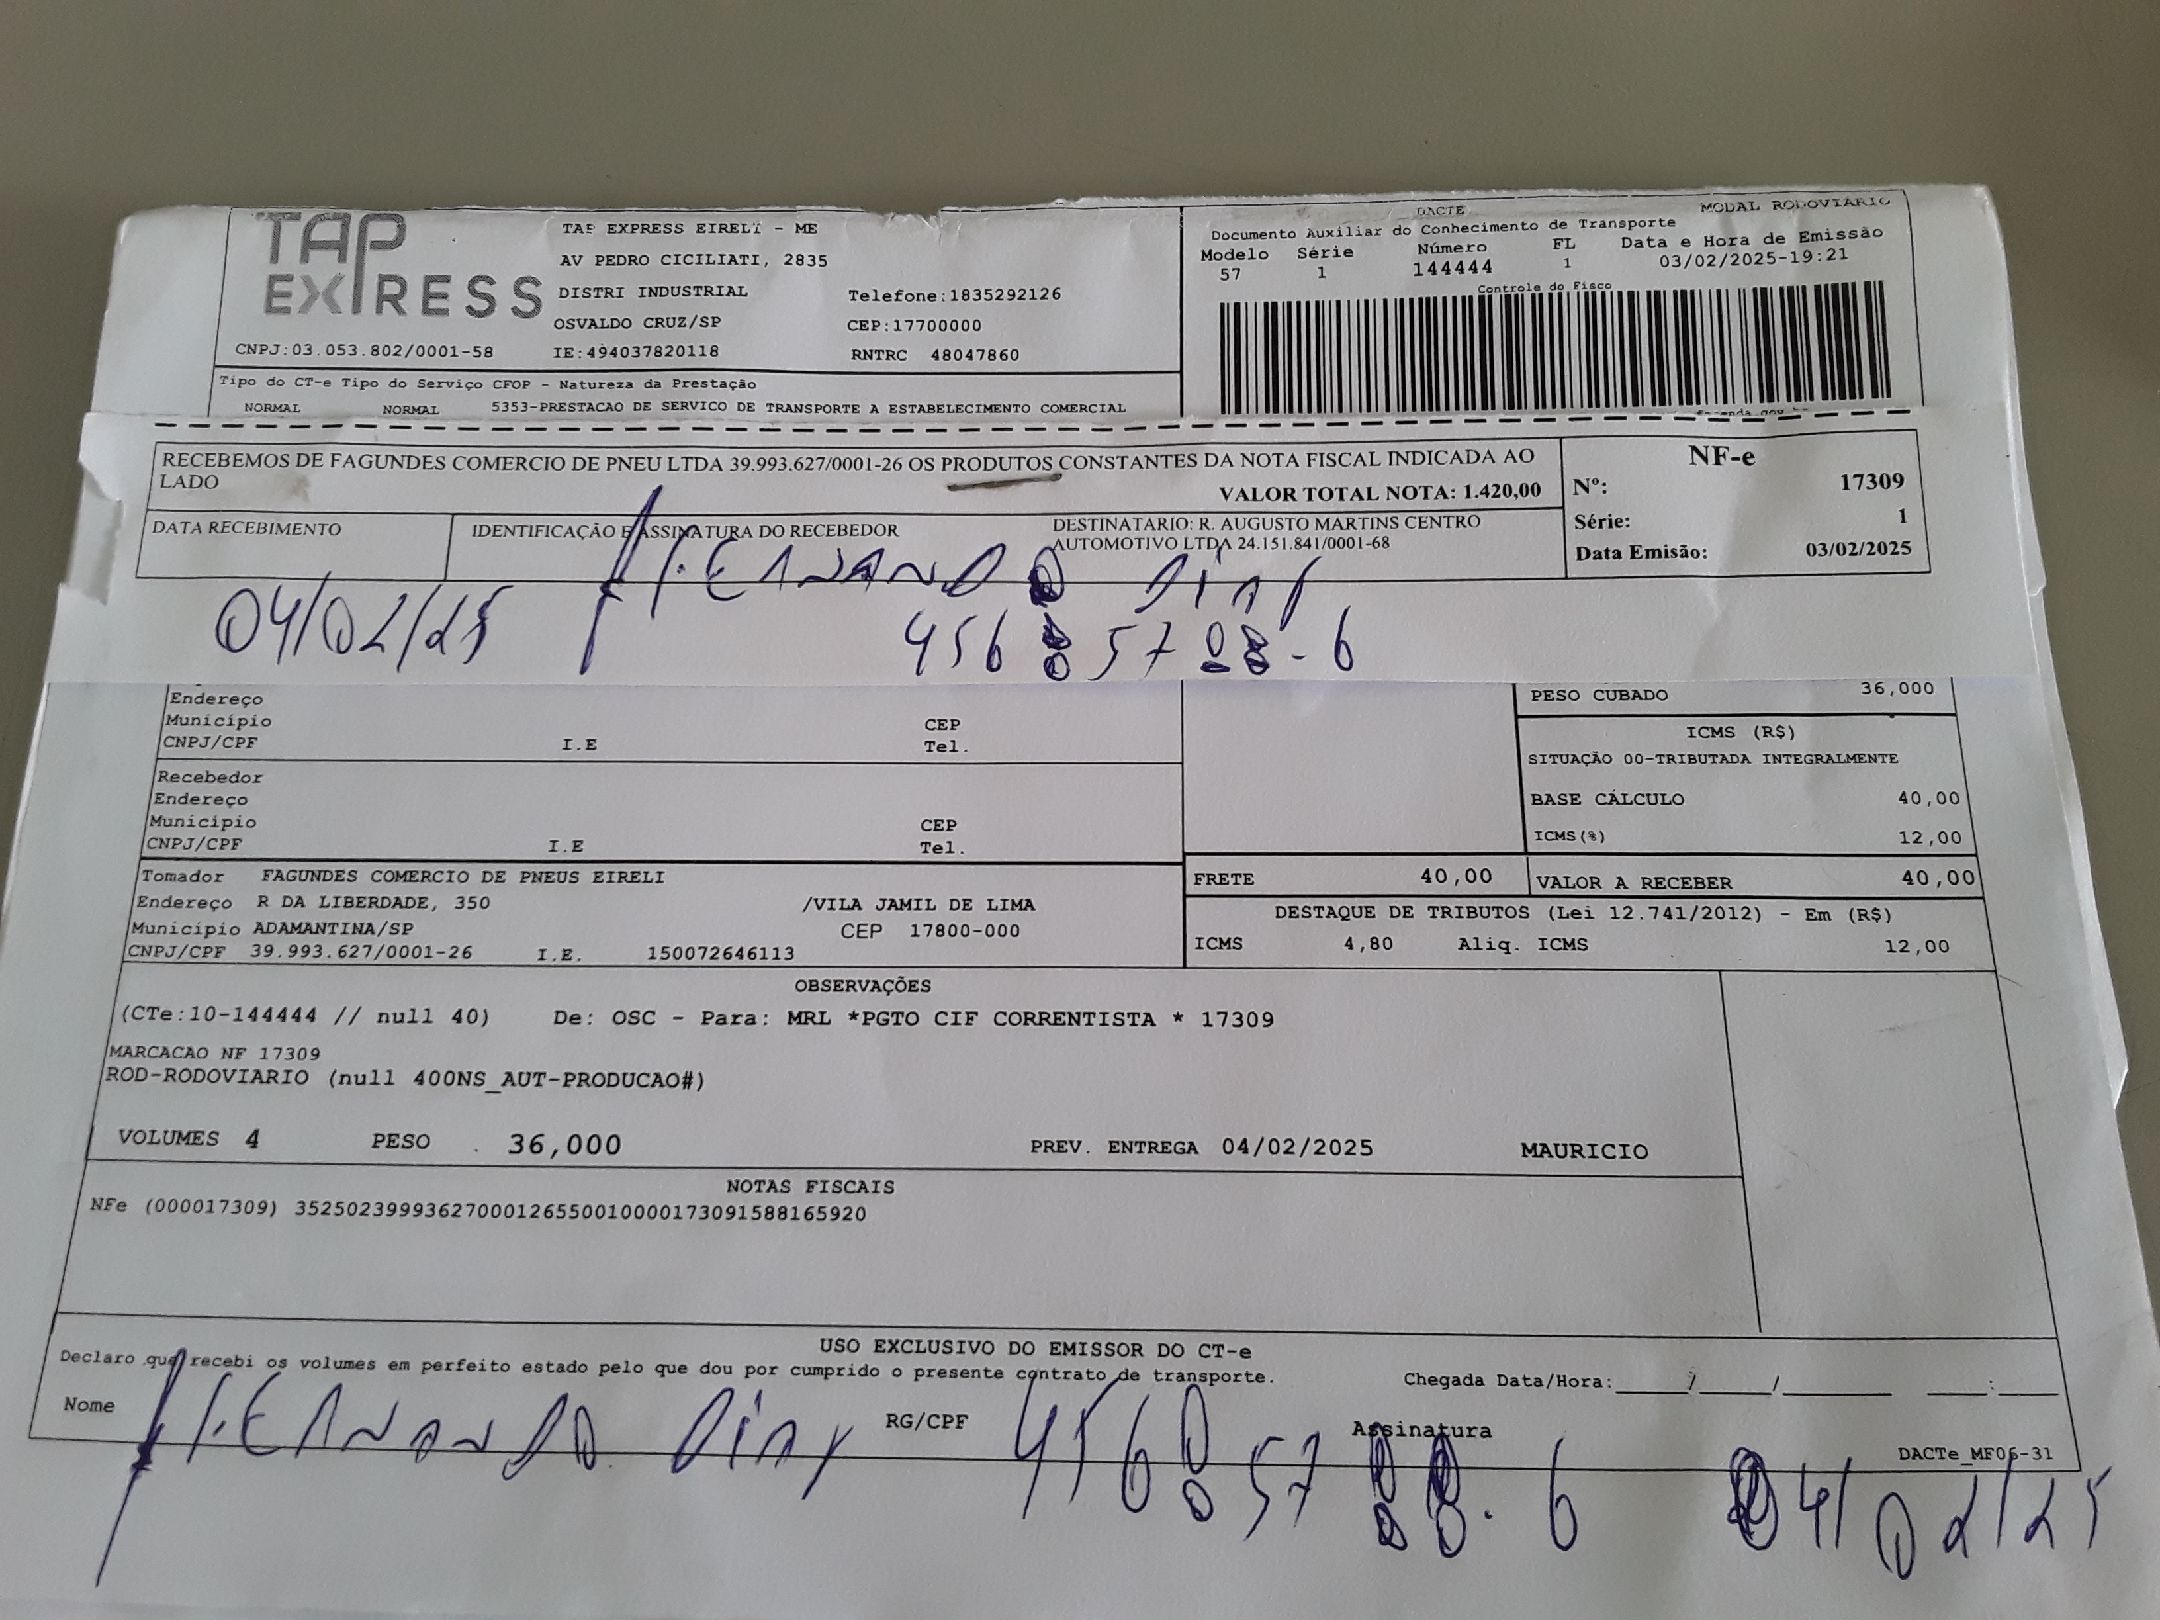 TAP EXPRESS
TAP EXPRESS EIRELI - ME
AV PEDRO CICILIATI, 2835
DISTRI INDUSTRIAL Telefone:1835292126
OSVALDO CRUZ/SP CEP:17700000
CNPJ:03.053.802/0001-58 IE:494037820118 RNTRC 48047860
Tipo do CT-e Tipo do Serviço CFOP - Natureza da Prestação
NORMAL NORMAL 5353-PRESTACAO DE SERVICO DE TRANSPORTE A ESTABELECIMENTO COMERCIAL
DACTE MODAL RODOVIARIO
Documento Auxiliar do Conhecimento de Transporte
Modelo Série Número FL Data e Hora de Emissão
57 1 144444 1 03/02/2025-19:21
Controle do Fisco
RECEBEMOS DE FAGUNDES COMERCIO DE PNEU LTDA 39.993.627/0001-26 OS PRODUTOS CONSTANTES DA NOTA FISCAL INDICADA AO
LADO
VALOR TOTAL NOTA: 1.420,00
NF-e
Nº: 17309
Série: 1
Data Emisão: 03/02/2025
DATA RECEBIMENTO IDENTIFICAÇÃO E ASSINATURA DO RECEBEDOR DESTINATARIO: R. AUGUSTO MARTINS CENTRO
AUTOMOTIVO LTDA 24.151.841/0001-68
04/02/25
Endereço
Município CEP
CNPJ/CPF I.E Tel.
PESO CUBADO 36,000
ICMS (R$)
SITUAÇÃO 00-TRIBUTADA INTEGRALMENTE
BASE CÁLCULO 40,00
ICMS(%) 12,00
Recebedor
Endereço
Município CEP
CNPJ/CPF I.E Tel.
Tomador FAGUNDES COMERCIO DE PNEUS EIRELI
Endereço R DA LIBERDADE, 350 /VILA JAMIL DE LIMA
Município ADAMANTINA/SP CEP 17800-000
CNPJ/CPF 39.993.627/0001-26 I.E. 150072646113
FRETE 40,00 VALOR A RECEBER 40,00
DESTAQUE DE TRIBUTOS (Lei 12.741/2012) - Em (R$)
ICMS 4,80 Aliq. ICMS 12,00
OBSERVAÇÕES
(CTe:10-144444 // null 40) De: OSC - Para: MRL *PGTO CIF CORRENTISTA * 17309
MARCACAO NF 17309
ROD-RODOVIARIO (null 400NS_AUT-PRODUCAO#)
VOLUMES 4 PESO 36,000 PREV. ENTREGA 04/02/2025 MAURICIO
NOTAS FISCAIS
NFe (000017309) 35250239993627000126550010000173091588165920
USO EXCLUSIVO DO EMISSOR DO CT-e
Declaro que recebi os volumes em perfeito estado pelo que dou por cumprido o presente contrato de transporte.
Chegada Data/Hora:_____/_____/________ ____:____
Nome RG/CPF Assinatura
DACTe_MF06-31
04/02/25